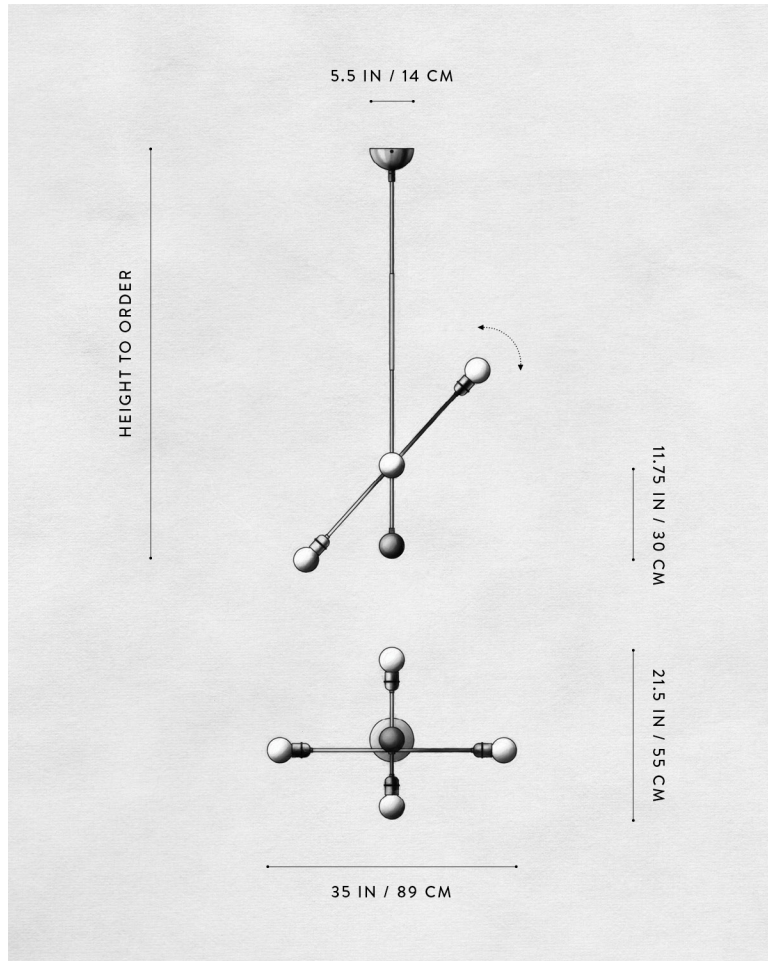 5.5 IN / 14 CM
HEIGHT TO ORDER
11.75 IN / 30 CM
21.5 IN / 55 CM
35 IN / 89 CM